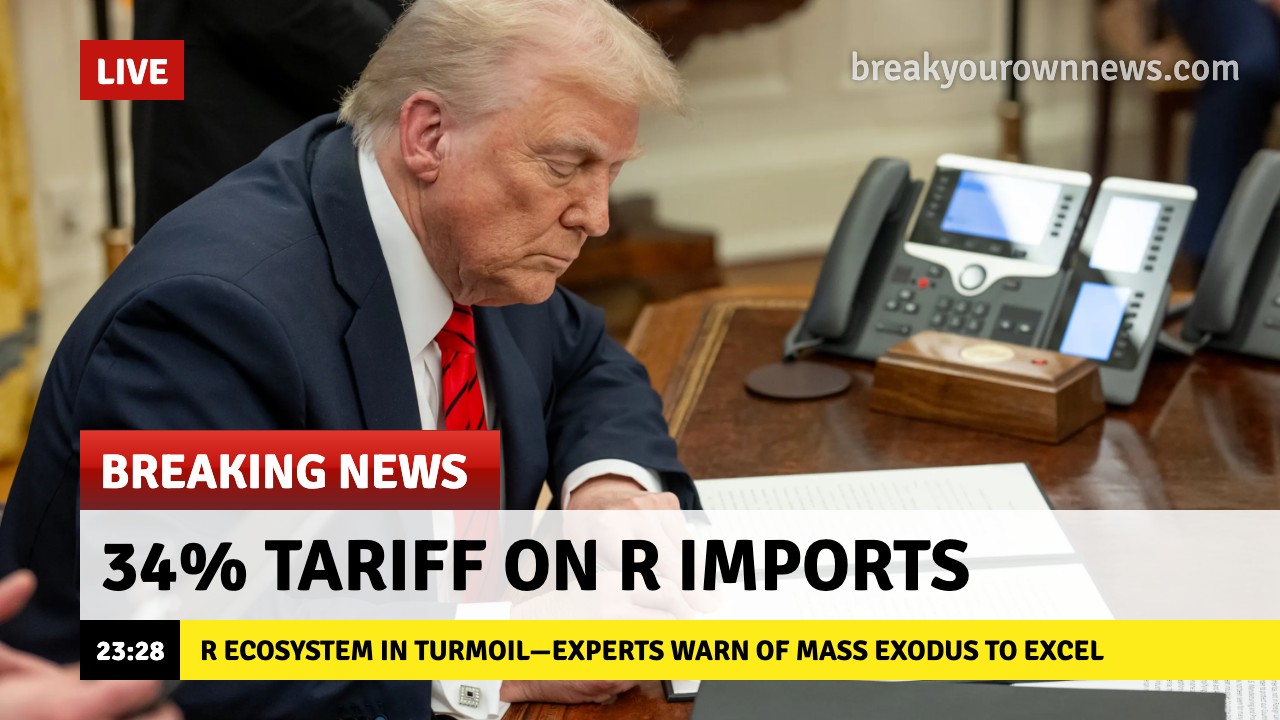 LIVE
breakyourownnews.com
BREAKING NEWS
34% TARIFF ON R IMPORTS
23:28 R ECOSYSTEM IN TURMOIL—EXPERTS WARN OF MASS EXODUS TO EXCEL